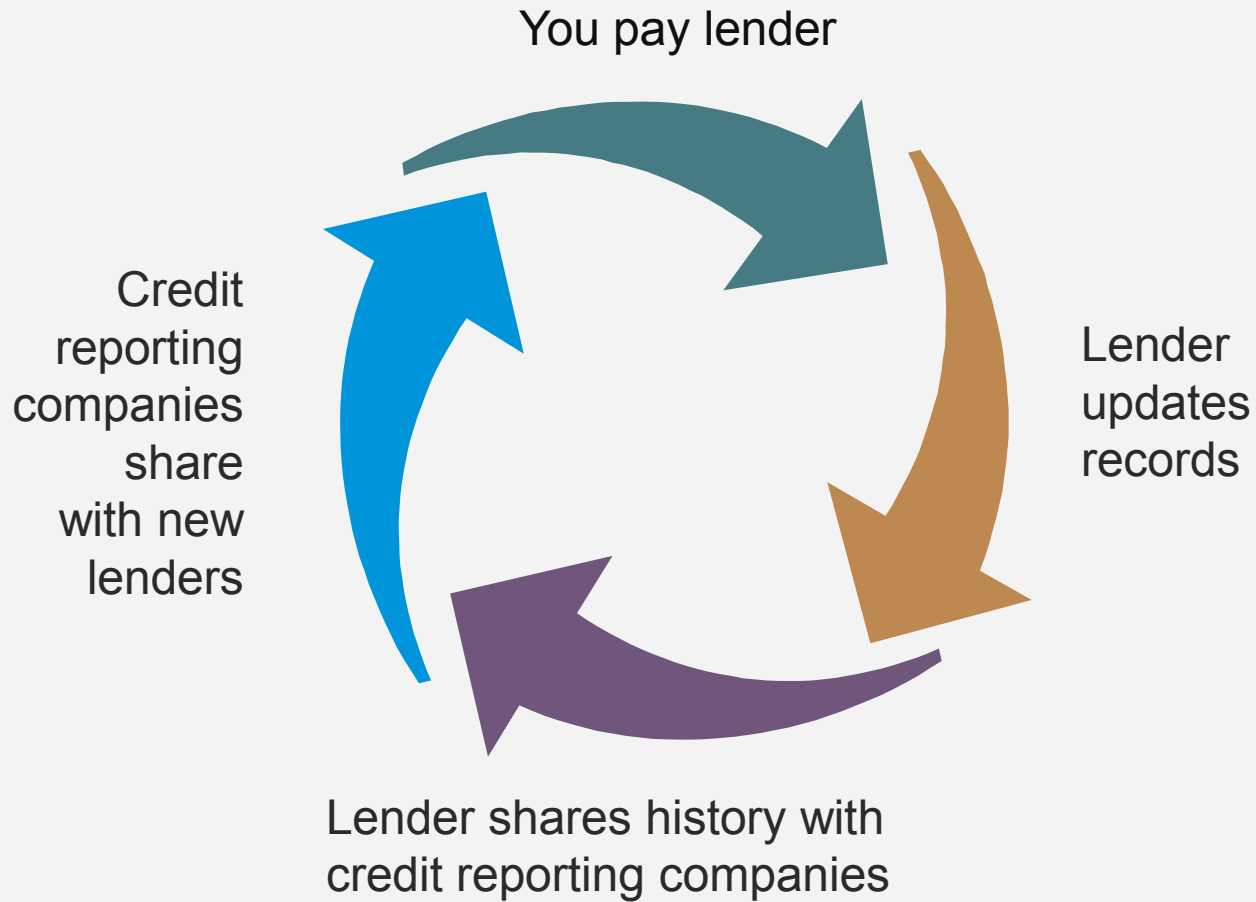 You pay lender
Lender
updates
records
Lender shares history with
credit reporting companies
Credit
reporting
companies
share
with new
lenders